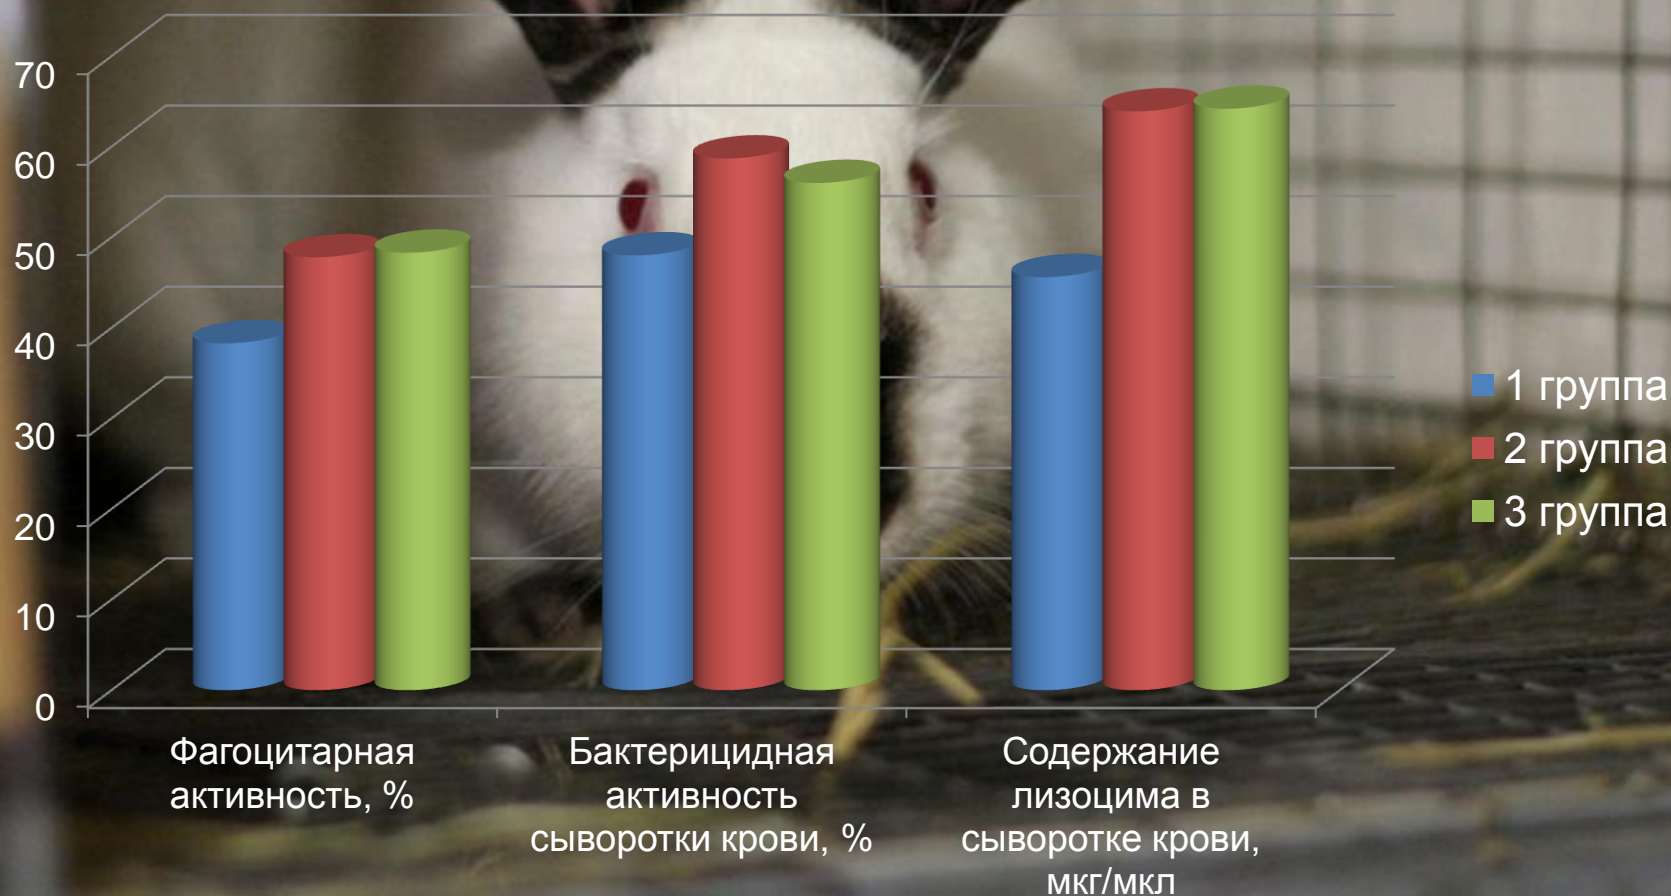 70
60
50
40
30
20
10
0
Фагоцитарная
активность, %
Бактерицидная
активность
сыворотки крови, %
Содержание
лизоцима в
сыворотке крови,
мкг/мкл
1 группа
2 группа
3 группа